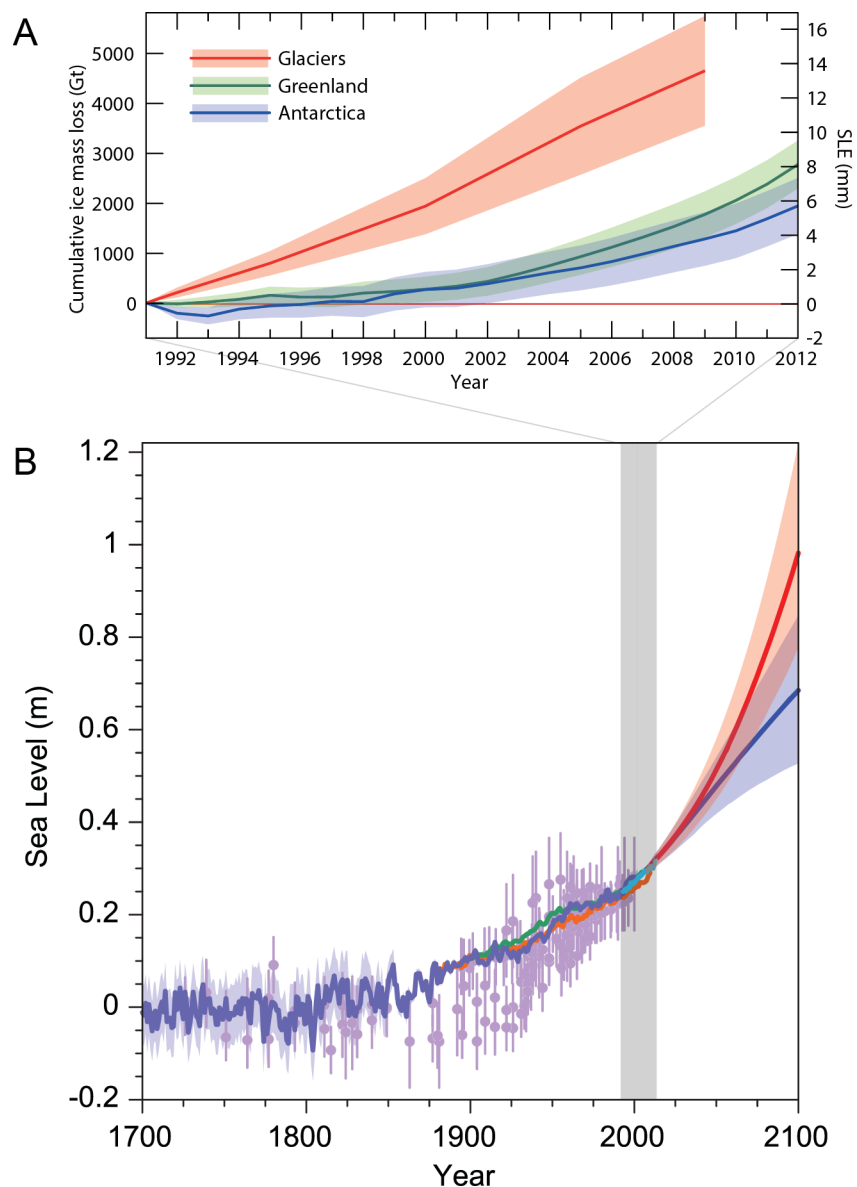 A
Cumulative ice mass loss (Gt)
5000
4000
3000
2000
1000
0
Glaciers
Greenland
Antarctica
16
14
12
10
8
6
4
2
0
-2
SLE (mm)
1992 1994 1996 1998 2000 2002 2004 2006 2008 2010 2012
Year
B
Sea Level (m)
1.2
1
0.8
0.6
0.4
0.2
0
-0.2
1700 1800 1900 2000 2100
Year